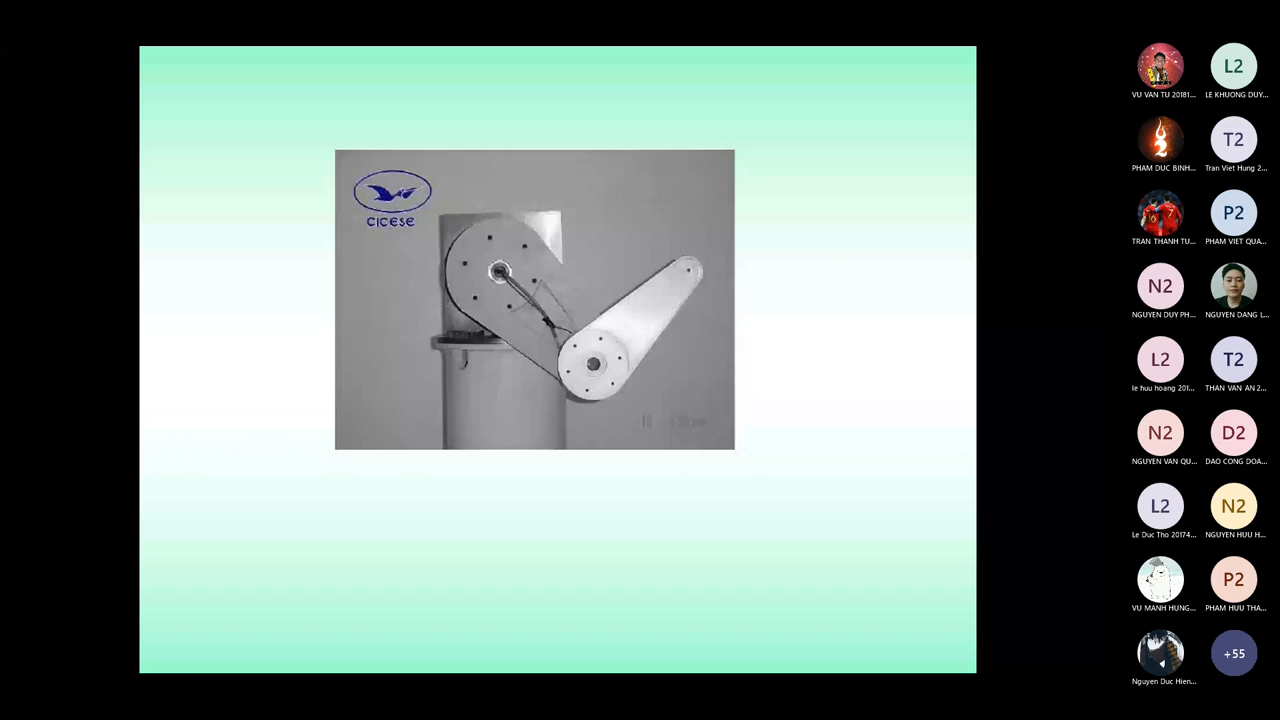 CICESE
L2
VU VAN TU 20181...
LE KHUONG DUY...
T2
PHAM DUC BINH...
Tran Viet Hung 2...
P2
TRAN THANH TU...
PHAM VIET QUA...
N2
NGUYEN DUY PH...
NGUYEN DANG L...
L2
T2
le huu hoang 201...
THAN VAN AN 2...
N2
D2
NGUYEN VAN QU...
DAO CONG DOA...
L2
N2
Le Duc Tho 20174...
NGUYEN HUU H...
P2
VU MANH HUNG...
PHAM HUU THA...
+55
Nguyen Duc Hien...